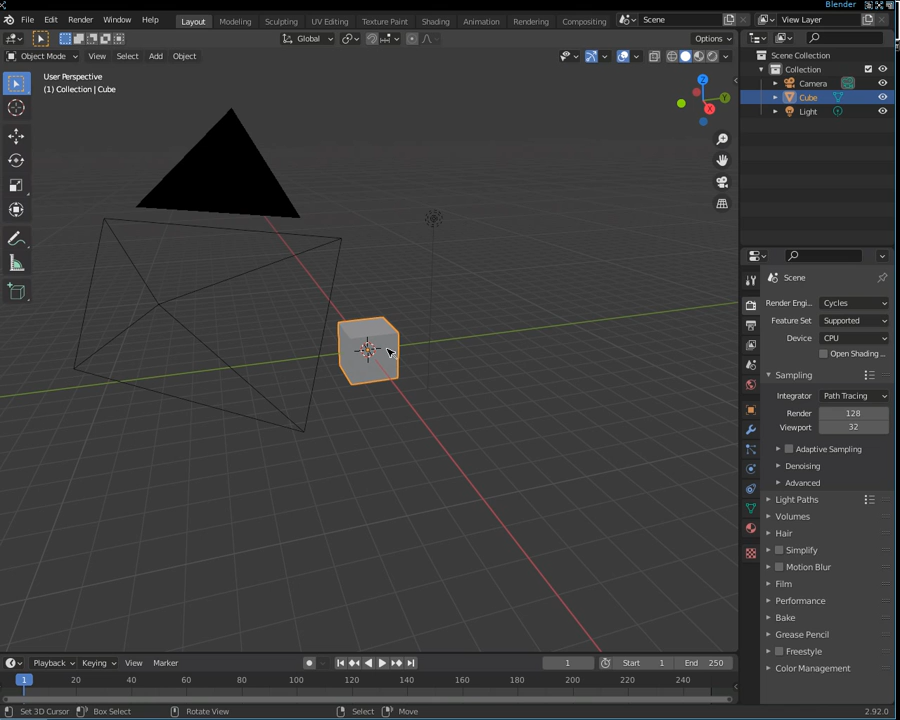 Blender
File Edit Render Window Help Layout Modeling Sculpting UV Editing Texture Paint Shading Animation Rendering Compositing Scene View Layer
Global Options
Object Mode View Select Add Object
User Perspective
(1) Collection | Cube
Z
Y
X
Scene Collection
Collection
Camera
Cube
Light
Scene
Render Engi... Cycles
Feature Set Supported
Device CPU
Open Shading ...
Sampling
Integrator Path Tracing
Render 128
Viewport 32
Adaptive Sampling
Denoising
Advanced
Light Paths
Volumes
Hair
Simplify
Motion Blur
Film
Performance
Bake
Grease Pencil
Freestyle
Color Management
Playback Keying View Marker 1 Start 1 End 250
1 20 40 60 80 100 120 140 160 180 200 220 240
Set 3D Cursor Box Select Rotate View Select Move 2.92.0